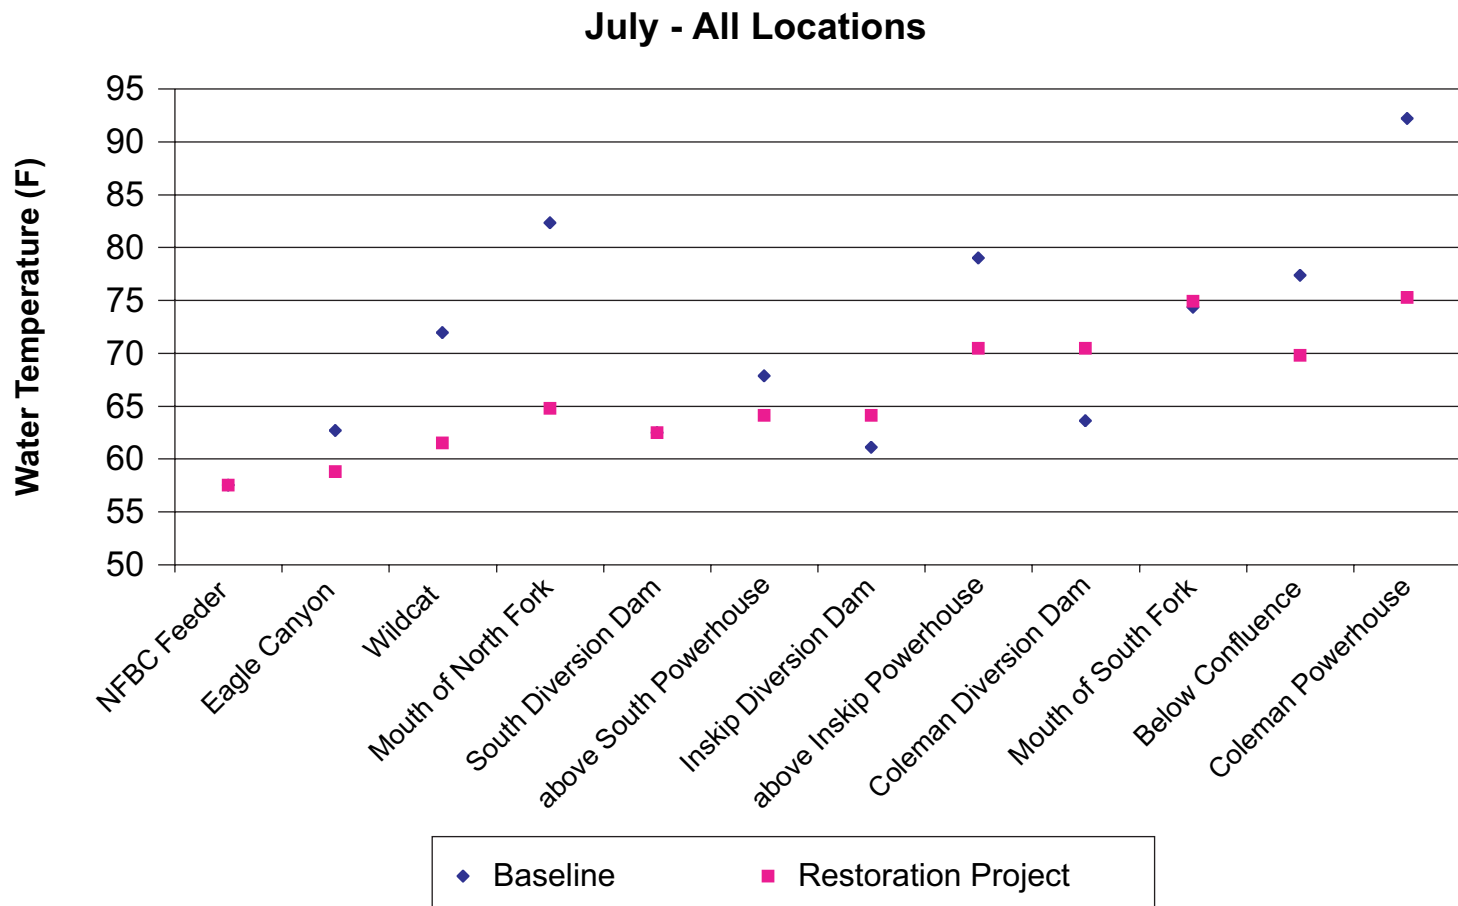 July - All Locations
Water Temperature (F)
95
90
85
80
75
70
65
60
55
50
NFBC Feeder
Eagle Canyon
Wildcat
Mouth of North Fork
South Diversion Dam
above South Powerhouse
Inskip Diversion Dam
above Inskip Powerhouse
Coleman Diversion Dam
Mouth of South Fork
Below Confluence
Coleman Powerhouse
Baseline
Restoration Project